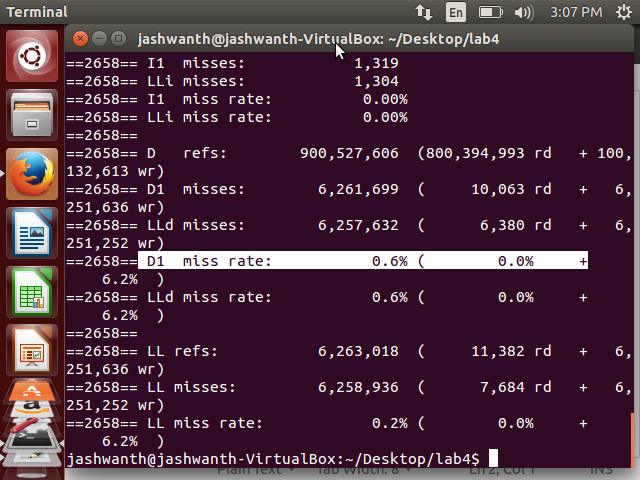 Terminal
En
3:07 PM
jashwanth@jashwanth-VirtualBox: ~/Desktop/lab4
==2658== I1  misses:             1,319
==2658== LLi misses:             1,304
==2658== I1  miss rate:           0.00%
==2658== LLi miss rate:           0.00%
==2658==
==2658== D   refs:        900,527,606  (800,394,993 rd   + 100,
132,613 wr)
==2658== D1  misses:        6,261,699  (     10,063 rd   +   6,
251,636 wr)
==2658== LLd misses:        6,257,632  (      6,380 rd   +   6,
251,252 wr)
==2658== D1  miss rate:           0.6% (        0.0%     +
    6.2%  )
==2658== LLd miss rate:           0.6% (        0.0%     +
    6.2%  )
==2658==
==2658== LL refs:           6,263,018  (     11,382 rd   +   6,
251,636 wr)
==2658== LL misses:         6,258,936  (      7,684 rd   +   6,
251,252 wr)
==2658== LL miss rate:            0.2% (        0.0%     +
    6.2%  )
jashwanth@jashwanth-VirtualBox:~/Desktop/lab4$
Plain Text Tab Width: 8 Ln 2, Col 1 INS